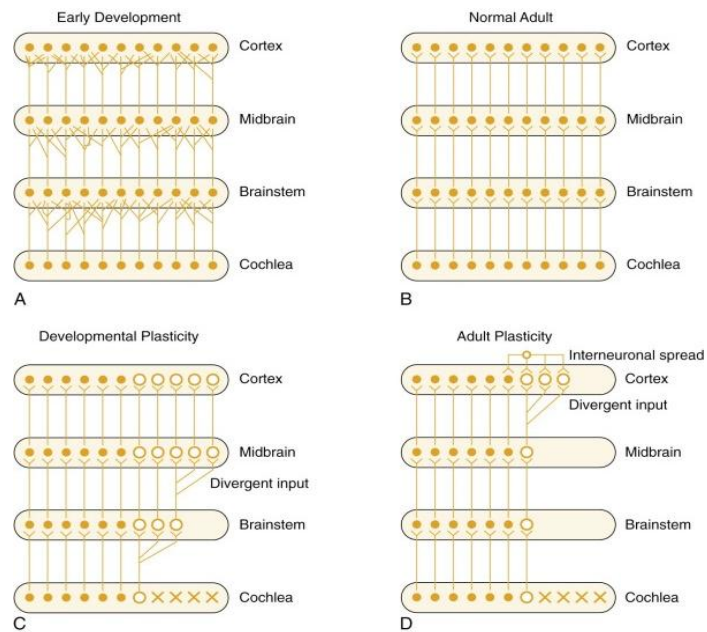 Early Development
Cortex
Midbrain
Brainstem
Cochlea
A
Normal Adult
Cortex
Midbrain
Brainstem
Cochlea
B
Developmental Plasticity
Cortex
Midbrain
Divergent input
Brainstem
Cochlea
C
Adult Plasticity
Interneuronal spread
Cortex
Divergent input
Midbrain
Brainstem
Cochlea
D